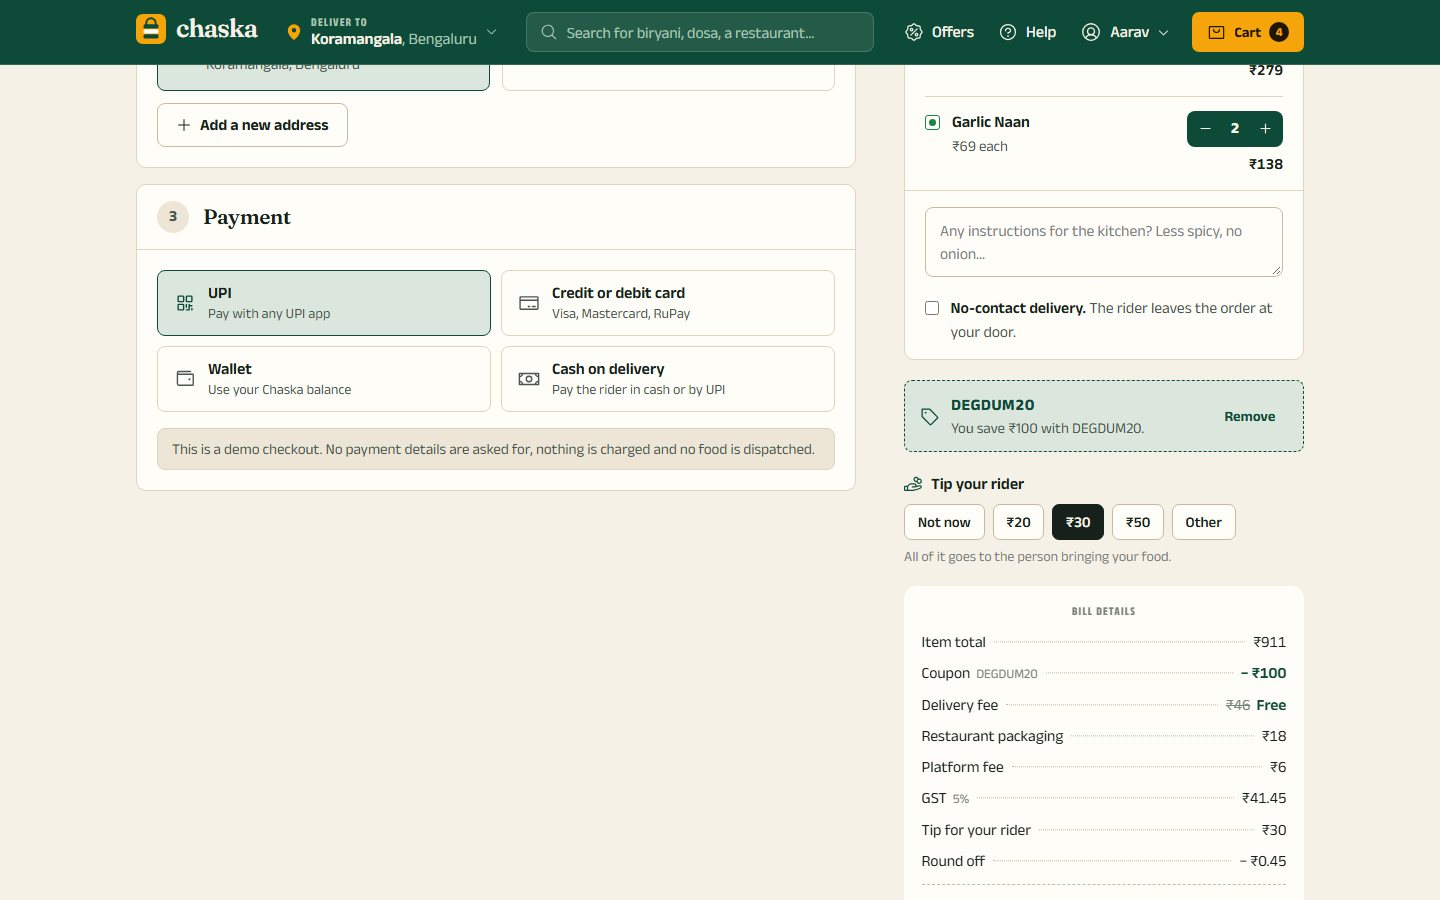 chaska
DELIVER TO
Koramangala, Bengaluru
Search for biryani, dosa, a restaurant...
Offers
Help
Aarav
Cart 4
Koramangala, Bengaluru
Add a new address
3 Payment
UPI
Pay with any UPI app
Credit or debit card
Visa, Mastercard, RuPay
Wallet
Use your Chaska balance
Cash on delivery
Pay the rider in cash or by UPI
This is a demo checkout. No payment details are asked for, nothing is charged and no food is dispatched.
₹279
Garlic Naan
− 2 +
₹69 each
₹138
Any instructions for the kitchen? Less spicy, no
onion...
No-contact delivery. The rider leaves the order at
your door.
DEGDUM20
You save ₹100 with DEGDUM20.
Remove
Tip your rider
Not now
₹20
₹30
₹50
Other
All of it goes to the person bringing your food.
BILL DETAILS
Item total ₹911
Coupon DEGDUM20 − ₹100
Delivery fee ₹46 Free
Restaurant packaging ₹18
Platform fee ₹6
GST 5% ₹41.45
Tip for your rider ₹30
Round off − ₹0.45